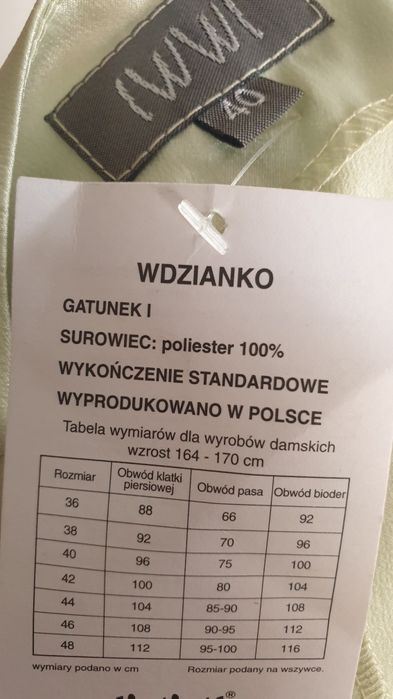 IWWI
40
WDZIANKO
GATUNEK I
SUROWIEC: poliester 100%
WYKOŃCZENIE STANDARDOWE
WYPRODUKOWANO W POLSCE
Tabela wymiarów dla wyrobów damskich
wzrost 164 - 170 cm
Rozmiar Obwód klatki piersiowej Obwód pasa Obwód bioder
36 88 66 92
38 92 70 96
40 96 75 100
42 100 80 104
44 104 85-90 108
46 108 90-95 112
48 112 95-100 116
wymiary podano w cm Rozmiar podany na wszywce.
®